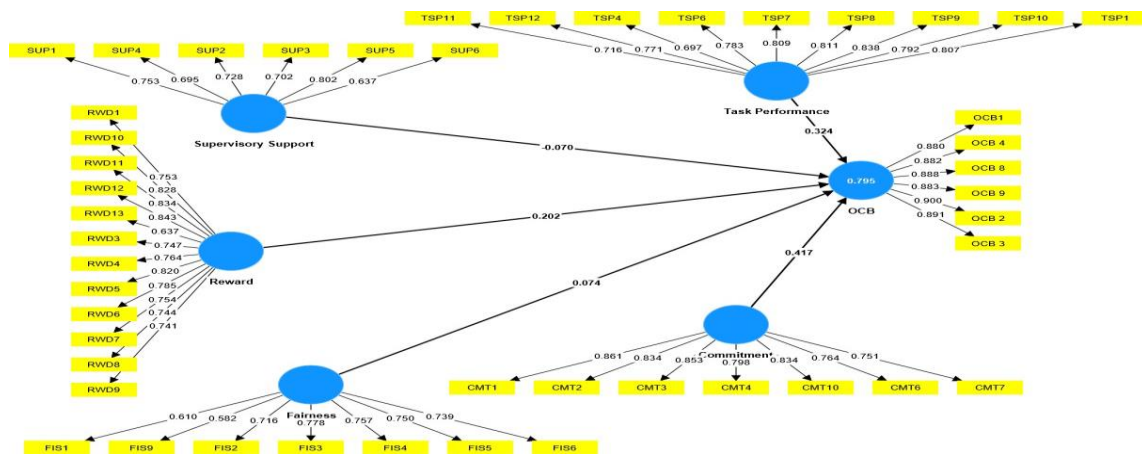 TSP11 TSP12 TSP4 TSP6 TSP7 TSP8 TSP9 TSP10 TSP1
0.716 0.771 0.697 0.783 0.809 0.811 0.838 0.792 0.807
Task Performance
SUP1 SUP4 SUP2 SUP3 SUP5 SUP6
0.753 0.695 0.728 0.702 0.802 0.637
Supervisory Support
0.324
-0.070
RWD1
RWD10
RWD11
RWD12
RWD13
RWD3
RWD4
RWD5
RWD6
RWD7
RWD8
RWD9
0.753
0.828
0.834
0.843
0.637
0.747
0.764
0.820
0.785
0.754
0.744
0.741
Reward
0.202
0.795
OCB
0.880
0.882
0.888
0.883
0.900
0.891
OCB1
OCB 4
OCB 8
OCB 9
OCB 2
OCB 3
0.074
0.417
Commitment
0.861 0.834 0.853 0.798 0.834 0.764 0.751
CMT1 CMT2 CMT3 CMT4 CMT10 CMT6 CMT7
Fairness
0.610 0.582 0.716 0.778 0.757 0.750 0.739
FIS1 FIS9 FIS2 FIS3 FIS4 FIS5 FIS6